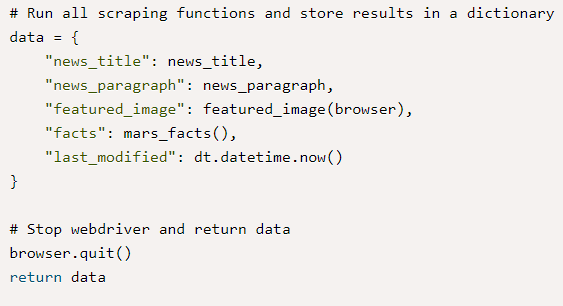 # Run all scraping functions and store results in a dictionary
data = {
    "news_title": news_title,
    "news_paragraph": news_paragraph,
    "featured_image": featured_image(browser),
    "facts": mars_facts(),
    "last_modified": dt.datetime.now()
}

# Stop webdriver and return data
browser.quit()
return data